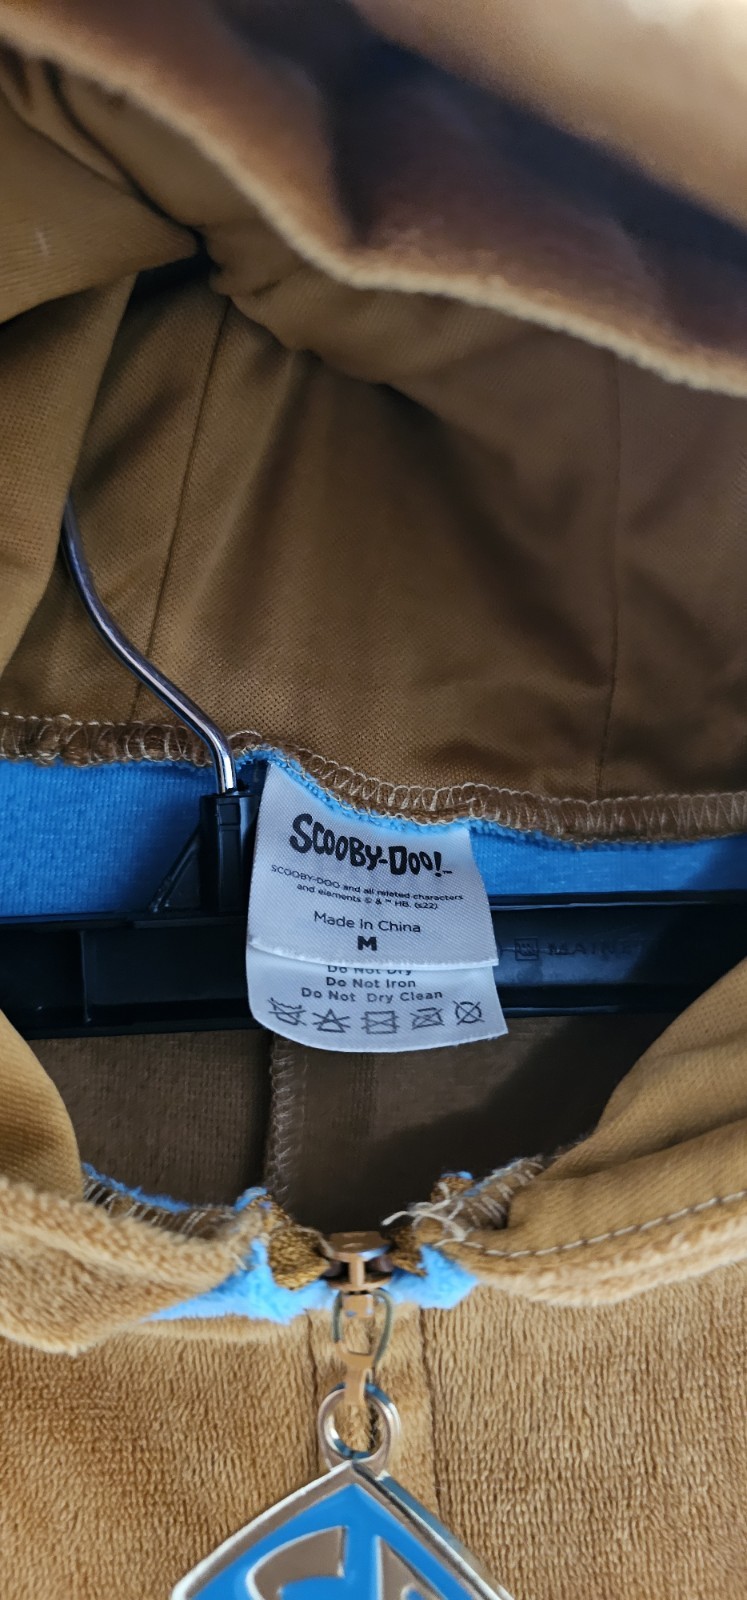 SCOOBY-DOO!™
SCOOBY-DOO and all related characters
and elements © & ™ HB. (s22)
Made In China
M
Do Not Dry
Do Not Iron
Do Not Dry Clean